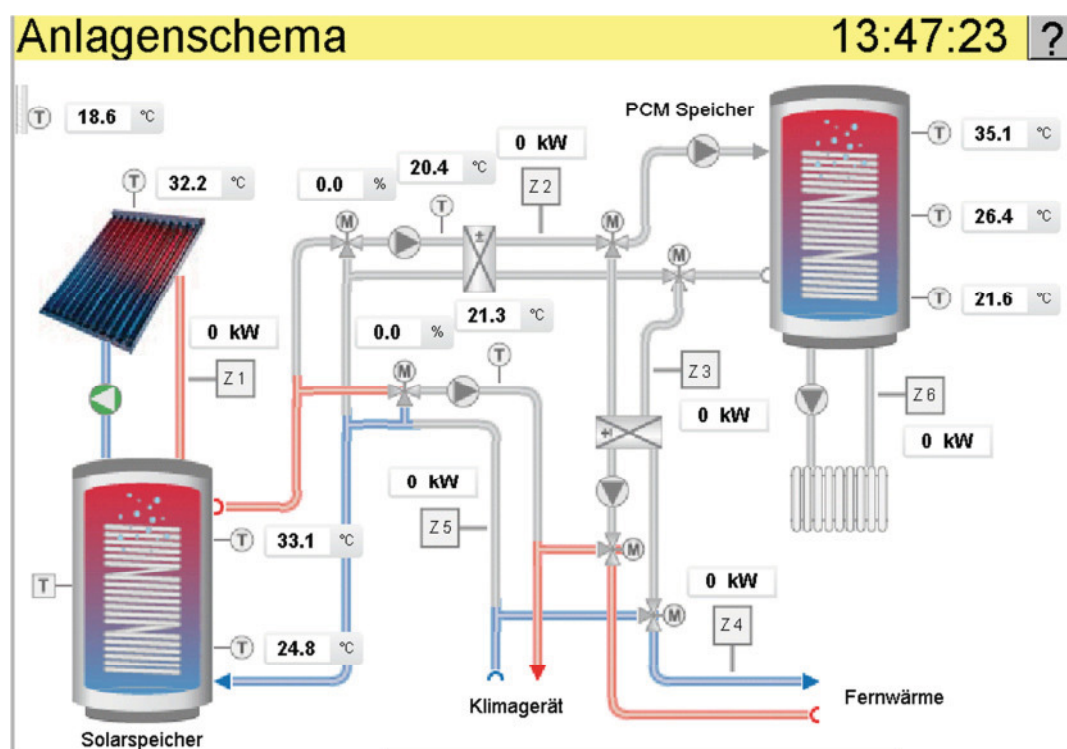 Anlagenschema 13:47:23 ?
T 18.6 °C
PCM Speicher
0 kW
T 35.1 °C
T 32.2 °C
0.0 %
20.4 °C
Z 2
M
T
±
M
M
T 26.4 °C
T 21.6 °C
0 kW
0.0 %
21.3 °C
Z 1
M
T
Z 3
Z 6
0 kW
0 kW
±
0 kW
Z 5
T 33.1 °C
M
T
0 kW
M
Z 4
T 24.8 °C
Klimagerät
Fernwärme
Solarspeicher